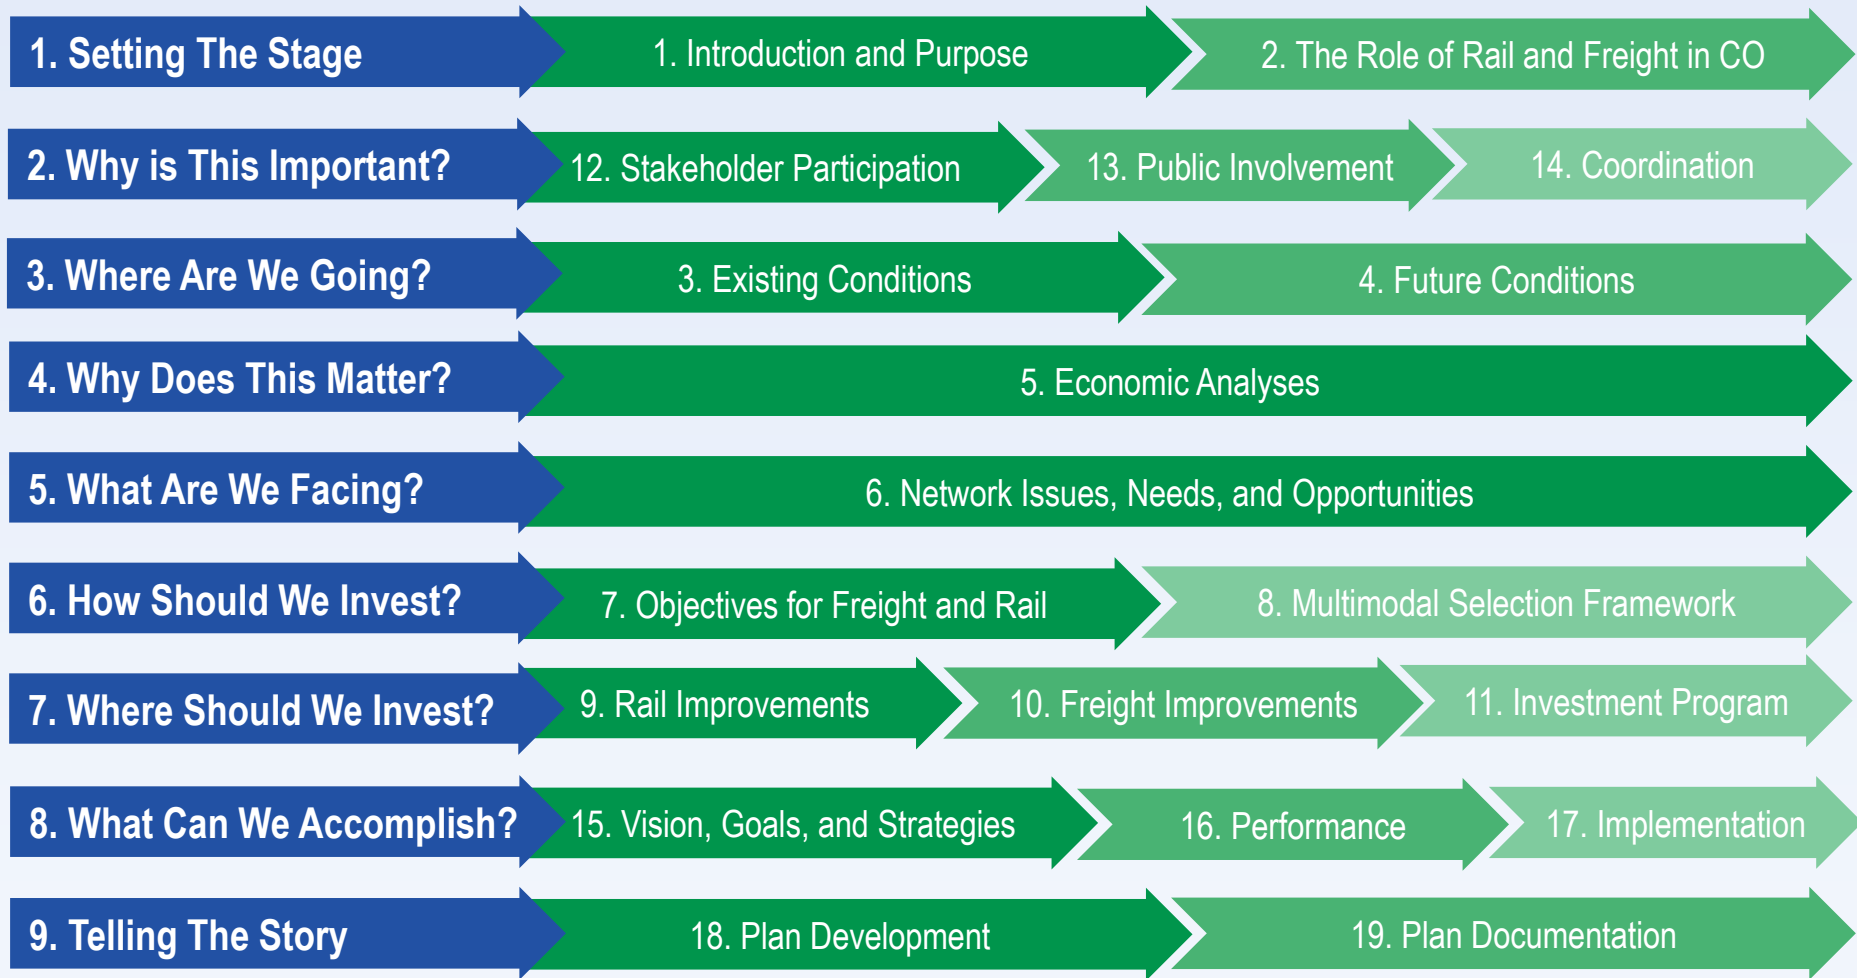 1. Setting The Stage
1. Introduction and Purpose
2. The Role of Rail and Freight in CO
2. Why is This Important?
12. Stakeholder Participation
13. Public Involvement
14. Coordination
3. Where Are We Going?
3. Existing Conditions
4. Future Conditions
4. Why Does This Matter?
5. Economic Analyses
5. What Are We Facing?
6. Network Issues, Needs, and Opportunities
6. How Should We Invest?
7. Objectives for Freight and Rail
8. Multimodal Selection Framework
7. Where Should We Invest?
9. Rail Improvements
10. Freight Improvements
11. Investment Program
8. What Can We Accomplish?
15. Vision, Goals, and Strategies
16. Performance
17. Implementation
9. Telling The Story
18. Plan Development
19. Plan Documentation